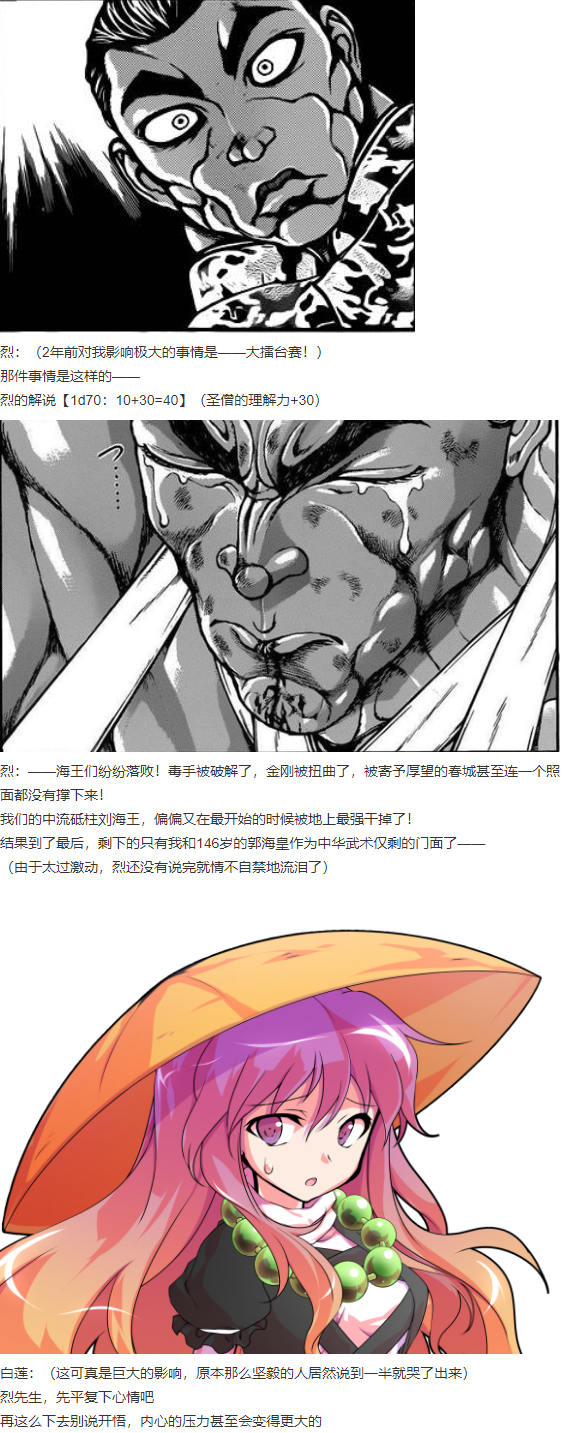 烈：（2年前对我影响极大的事情是——大擂台赛！）
那件事情是这样的——
烈的解说【1d70：10+30=40】（圣僧的理解力+30）
つ……
烈：——海王们纷纷落败！毒手被破解了，金刚被扭曲了，被寄予厚望的春城甚至连一个照
面都没有撑下来！
我们的中流砥柱刘海王，偏偏又在最开始的时候被地上最强干掉了！
结果到了最后，剩下的只有我和146岁的郭海皇作为中华武术仅剩的门面了——
（由于太过激动，烈还没有说完就情不自禁地流泪了）
白莲：（这可真是巨大的影响，原本那么坚毅的人居然说到一半就哭了出来）
烈先生，先平复下心情吧
再这么下去别说开悟，内心的压力甚至会变得更大的